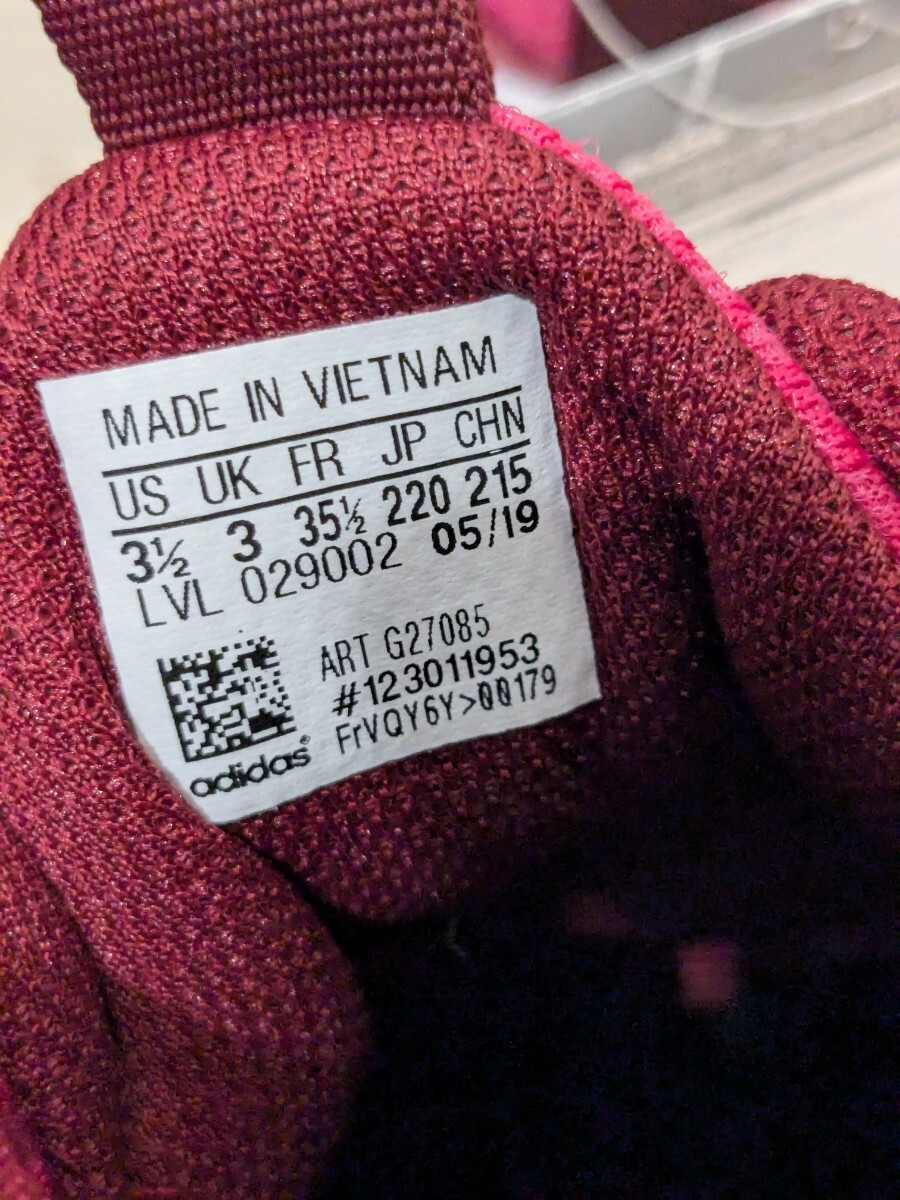 MADE IN VIETNAM
US UK FR JP CHN
3½ 3 35½ 220 215
LVL 029002 05/19
ART G27085
#123011953
FrVQY6Y>00179
adidas®